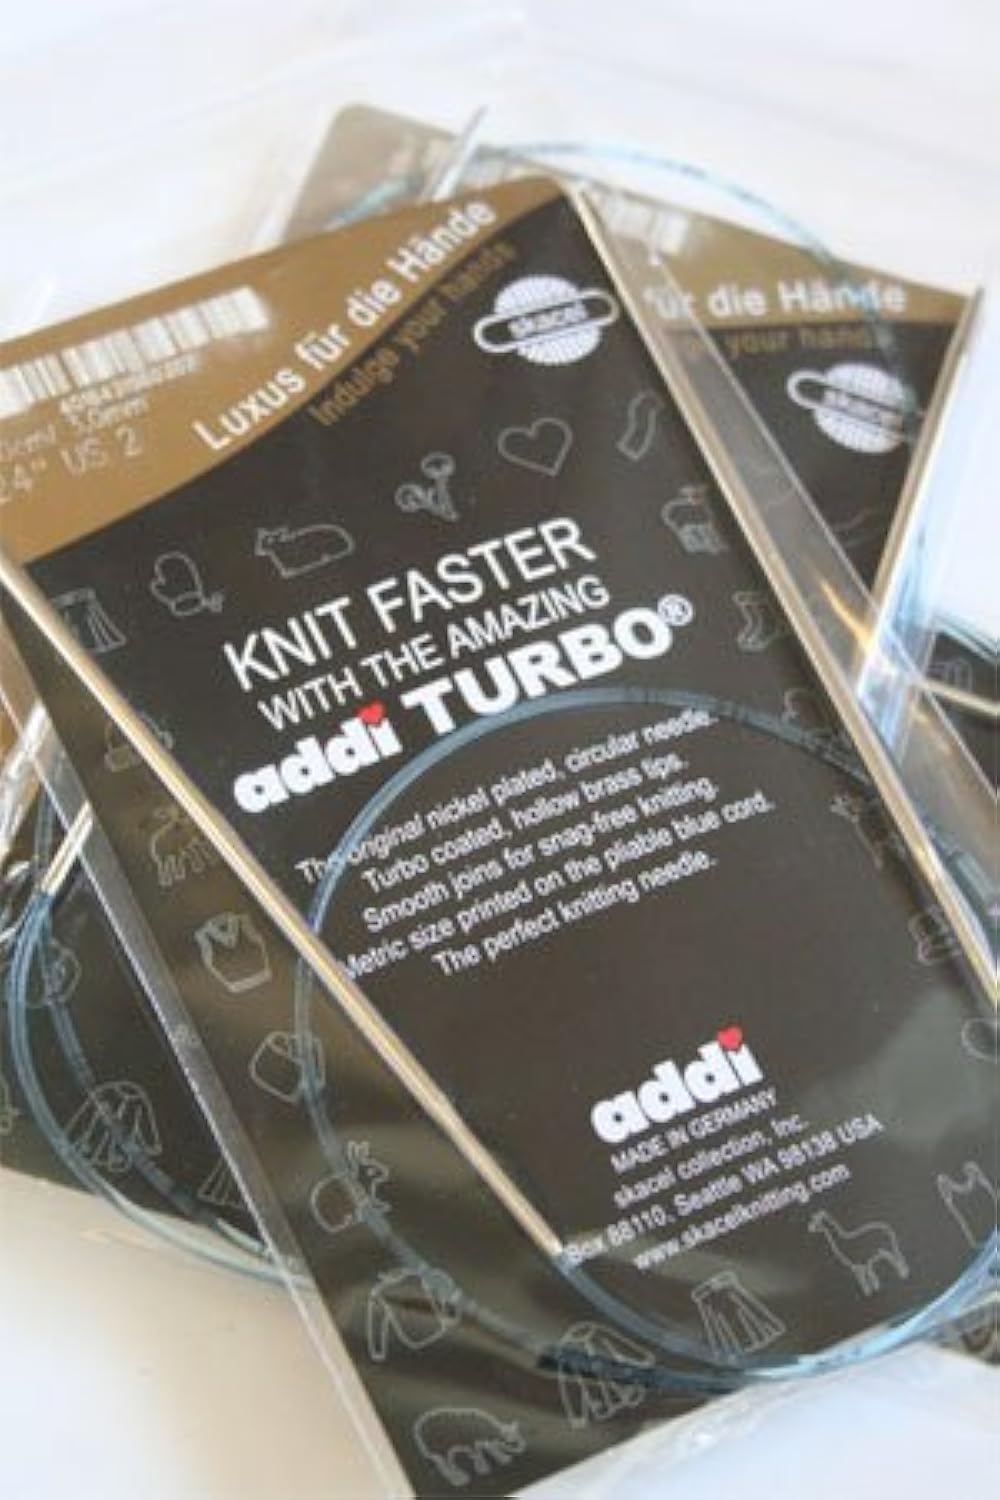 Luxus für die Hände
Indulge your hands
skacel
3.0mm
24" US 2
KNIT FASTER
WITH THE AMAZING
addi TURBO®
The original nickel plated, circular needle.
Turbo coated, hollow brass tips.
Smooth joins for snag-free knitting.
Metric size printed on the pliable blue cord.
The perfect knitting needle.
addi
MADE IN GERMANY
skacel collection, Inc.
Box 88110, Seattle WA 98138 USA
www.skacelknitting.com
für die Hände
your hands
skacel